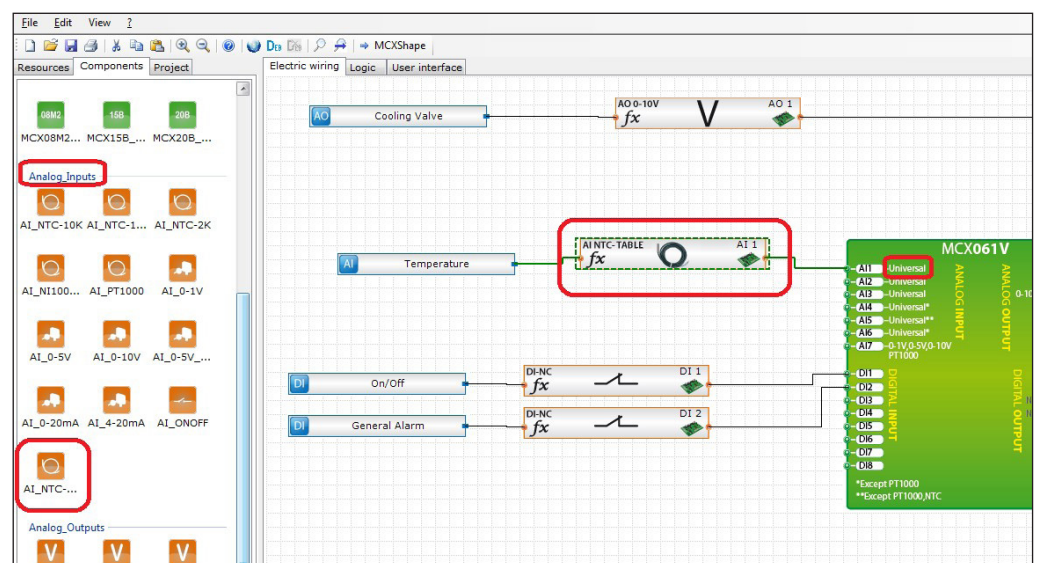 File Edit View ?
DEB MCXShape
Resources Components Project
Electric wiring Logic User interface
08M2 15B 20B
MCX08M2... MCX15B_... MCX20B_...
Analog_Inputs
AI_NTC-10K AI_NTC-1... AI_NTC-2K
AI_NI100... AI_PT1000 AI_0-1V
AI_0-5V AI_0-10V AI_0-5V_...
AI_0-20mA AI_4-20mA AI_ONOFF
AI_NTC-...
Analog_Outputs
V V V
AO Cooling Valve
AO 0-10V V AO 1
fx
AI Temperature
AI NTC-TABLE AI 1
fx
DI On/Off
DI-NC DI 1
fx
DI General Alarm
DI-NC DI 2
fx
MCX061V
AI1 Universal
AI2 Universal
AI3 Universal
AI4 Universal*
AI5 Universal**
AI6 Universal*
AI7 0-1V,0-5V,0-10V
PT1000
ANALOG INPUT
ANALOG OUTPUT
0-10
DI1
DI2
DI3
DI4
DI5
DI6
DI7
DI8
DIGITAL INPUT
DIGITAL OUTPUT
N
N
*Except PT1000
**Except PT1000,NTC